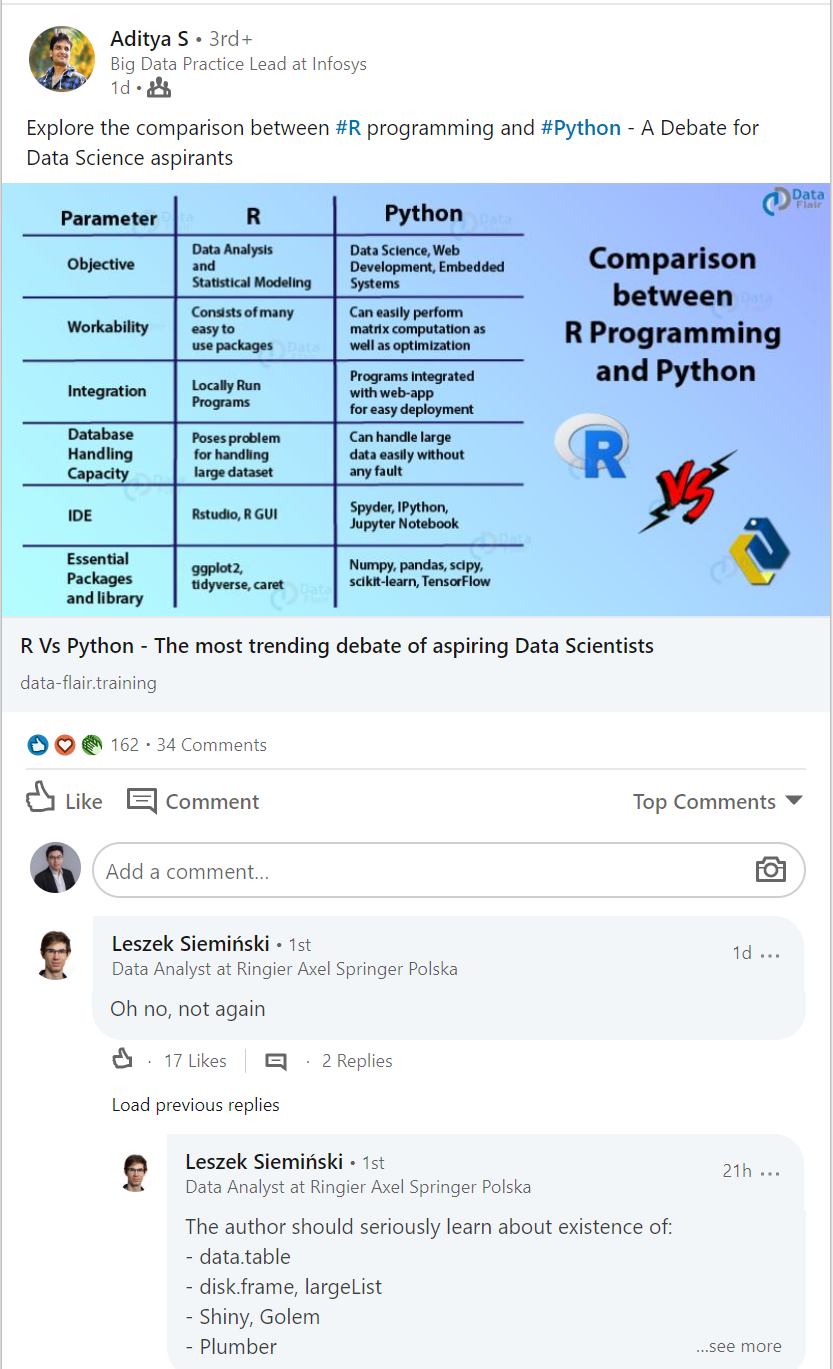 Aditya S • 3rd+
Big Data Practice Lead at Infosys
1d •
Explore the comparison between #R programming and #Python - A Debate for
Data Science aspirants
Data
Flair
Parameter
R
Python
Objective
Data Analysis
and
Statistical Modeling
Data Science, Web
Development, Embedded
Systems
Workability
Consists of many
easy to
use packages
Can easily perform
matrix computation as
well as optimization
Integration
Locally Run
Programs
Programs integrated
with web-app
for easy deployment
Database
Handling
Capacity
Poses problem
for handling
large dataset
Can handle large
data easily without
any fault
IDE
Rstudio, R GUI
Spyder, IPython,
Jupyter Notebook
Essential
Packages
and library
ggplot2,
tidyverse, caret
Numpy, pandas, scipy,
scikit-learn, TensorFlow
Comparison
between
R Programming
and Python
R
VS
R Vs Python - The most trending debate of aspiring Data Scientists
data-flair.training
162 • 34 Comments
Like
Comment
Top Comments
Add a comment...
Leszek Siemiński • 1st
1d ...
Data Analyst at Ringier Axel Springer Polska
Oh no, not again
· 17 Likes
· 2 Replies
Load previous replies
Leszek Siemiński • 1st
21h ...
Data Analyst at Ringier Axel Springer Polska
The author should seriously learn about existence of:
- data.table
- disk.frame, largeList
- Shiny, Golem
- Plumber
...see more